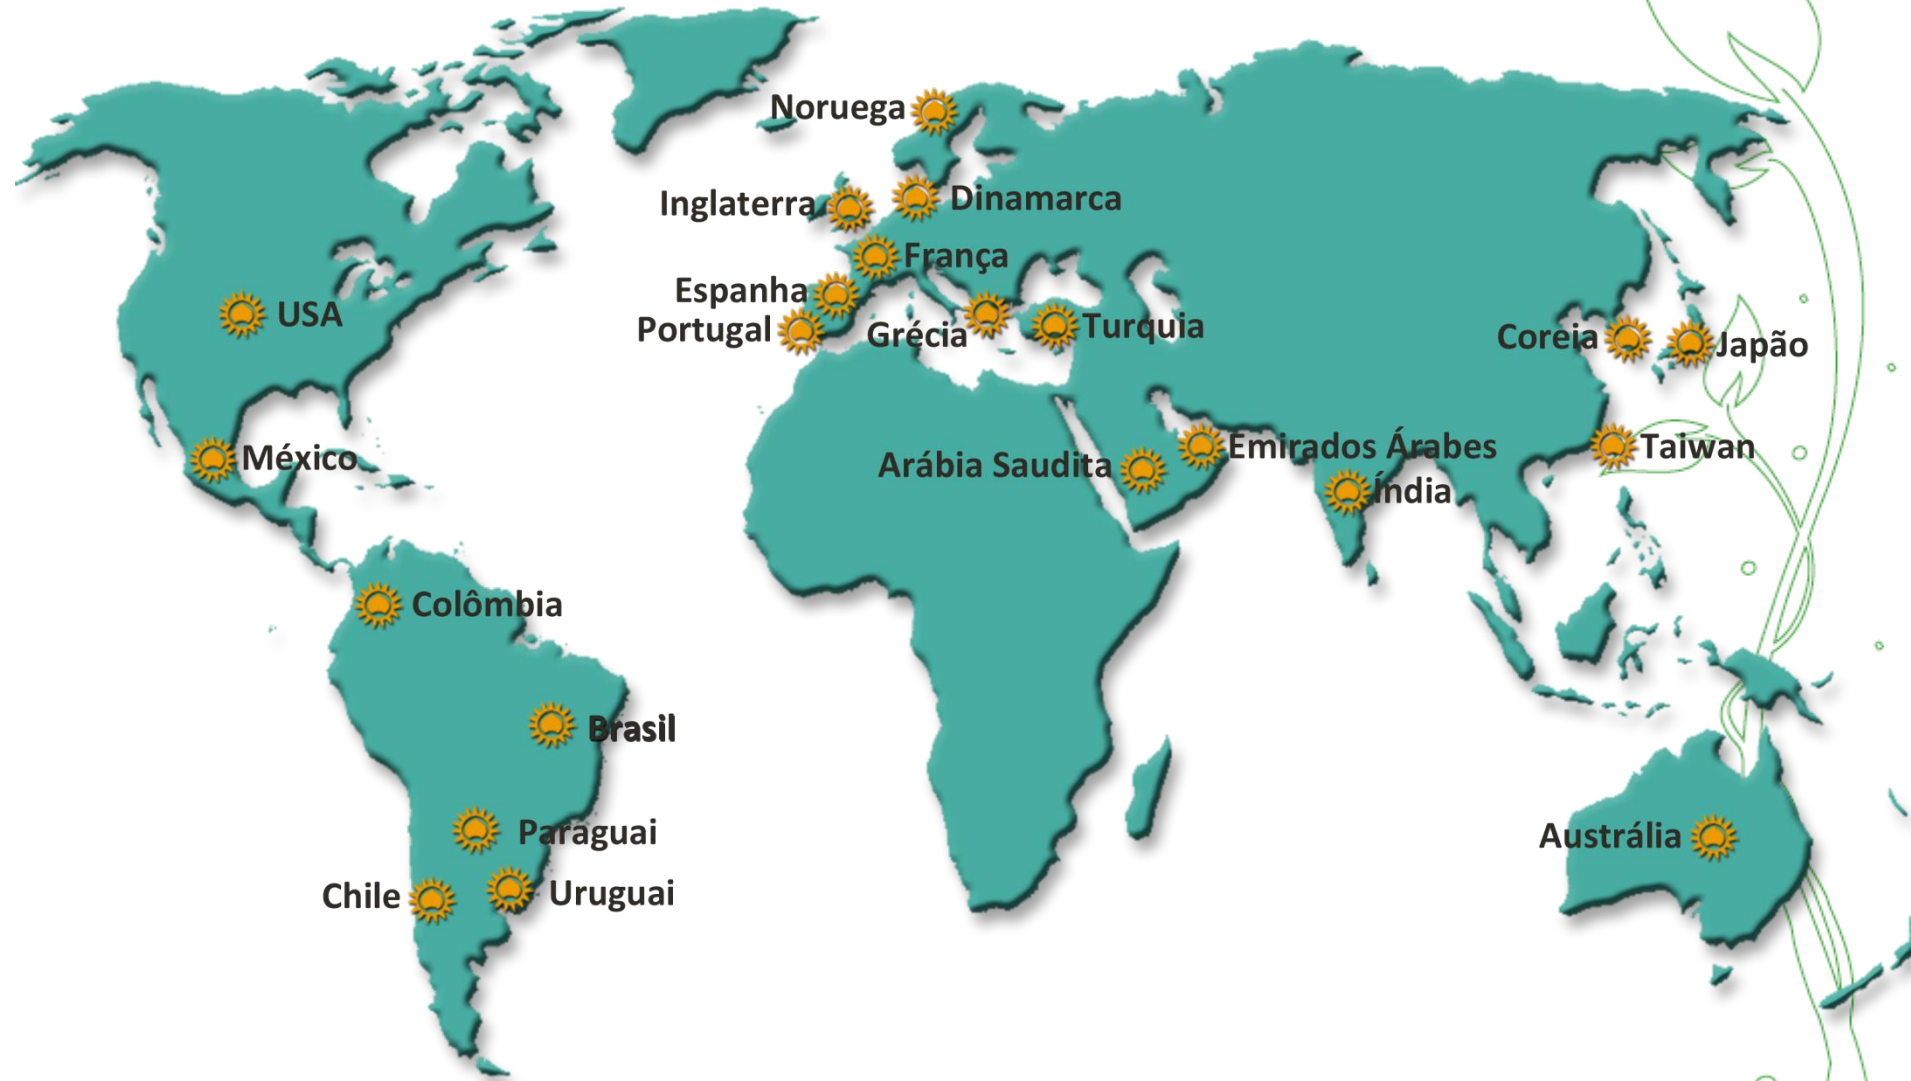 Noruega
Inglaterra
Dinamarca
França
Espanha
Portugal
Grécia
Turquia
USA
Coreia
Japão
México
Arábia Saudita
Emirados Árabes
Índia
Taiwan
Colômbia
Brasil
Paraguai
Chile
Uruguai
Austrália